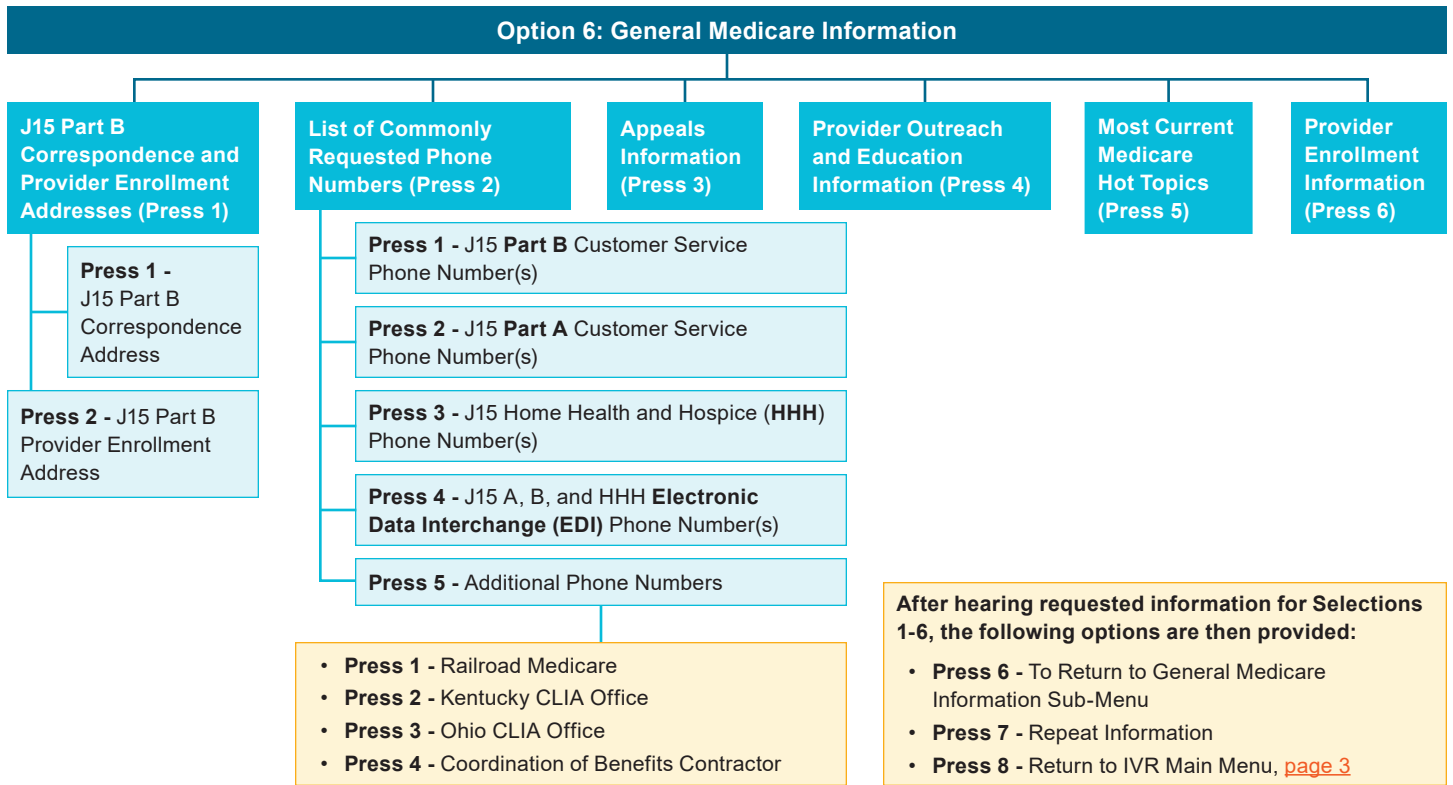 Option 6: General Medicare Information
J15 Part B
Correspondence and
Provider Enrollment
Addresses (Press 1)
Press 1 -
J15 Part B
Correspondence
Address
Press 2 - J15 Part B
Provider Enrollment
Address
List of Commonly
Requested Phone
Numbers (Press 2)
Press 1 - J15 Part B Customer Service
Phone Number(s)
Press 2 - J15 Part A Customer Service
Phone Number(s)
Press 3 - J15 Home Health and Hospice (HHH)
Phone Number(s)
Press 4 - J15 A, B, and HHH Electronic
Data Interchange (EDI) Phone Number(s)
Press 5 - Additional Phone Numbers
• Press 1 - Railroad Medicare
• Press 2 - Kentucky CLIA Office
• Press 3 - Ohio CLIA Office
• Press 4 - Coordination of Benefits Contractor
Appeals
Information
(Press 3)
Provider Outreach
and Education
Information (Press 4)
Most Current
Medicare
Hot Topics
(Press 5)
Provider
Enrollment
Information
(Press 6)
After hearing requested information for Selections
1-6, the following options are then provided:
• Press 6 - To Return to General Medicare
Information Sub-Menu
• Press 7 - Repeat Information
• Press 8 - Return to IVR Main Menu, page 3